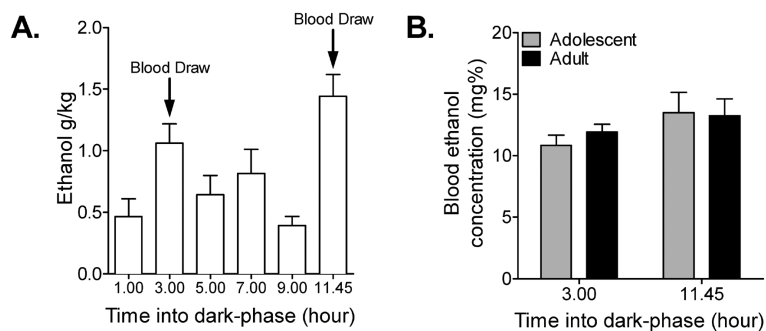 A.
Ethanol g/kg
2.0
1.5
1.0
0.5
0.0
Blood Draw
Blood Draw
1.00 3.00 5.00 7.00 9.00 11.45
Time into dark-phase (hour)
B.
Blood ethanol
concentration (mg%)
20
15
10
5
0
Adolescent
Adult
3.00 11.45
Time into dark-phase (hour)